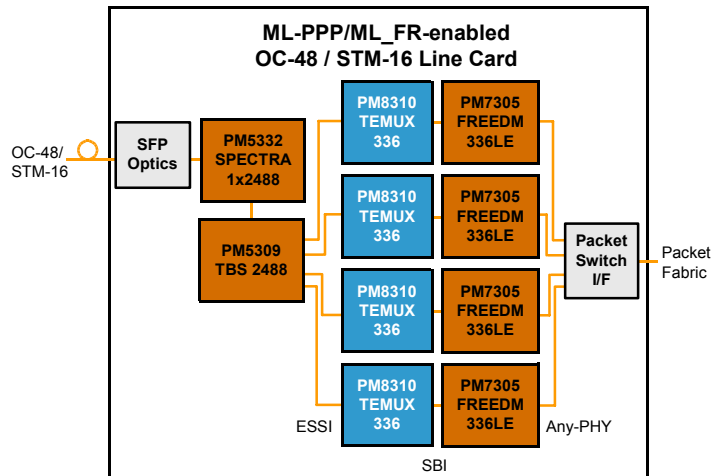 ML-PPP/ML_FR-enabled
OC-48 / STM-16 Line Card
OC-48/
STM-16
SFP
Optics
PM5332
SPECTRA
1x2488
PM5309
TBS 2488
PM8310
TEMUX
336
PM7305
FREEDM
336LE
PM8310
TEMUX
336
PM7305
FREEDM
336LE
PM8310
TEMUX
336
PM7305
FREEDM
336LE
PM8310
TEMUX
336
PM7305
FREEDM
336LE
Packet
Switch
I/F
Packet
Fabric
ESSI
SBI
Any-PHY